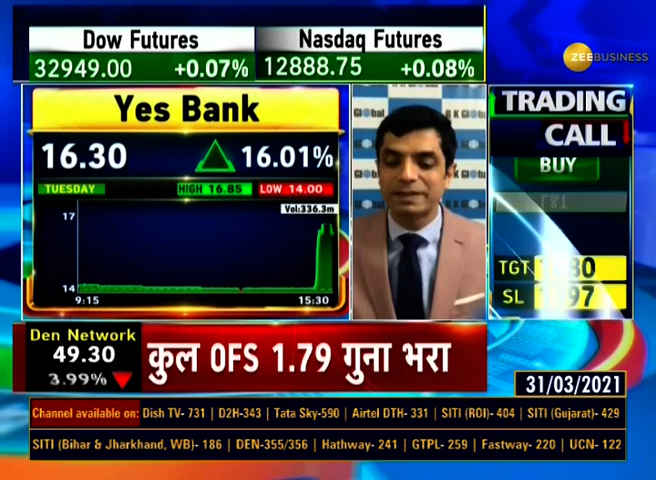 Dow Futures
32949.00 +0.07%
Nasdaq Futures
12888.75 +0.08%
ZEEBUSINESS
Yes Bank
16.30 16.01%
TUESDAY HIGH 16.85 LOW 14.00
Vol:336.3m
17
14
9:15 15:30
TRADING
CALL
BUY
TGT
SL
Den Network
49.30
3.99%
कुल OFS 1.79 गुना भरा
31/03/2021
Channel available on: Dish TV- 731 | D2H-343 | Tata Sky-590 | Airtel DTH- 331 | SITI (ROI)- 404 | SITI (Gujarat)- 429
SITI (Bihar & Jharkhand, WB)- 186 | DEN-355/356 | Hathway- 241 | GTPL- 259 | Fastway- 220 | UCN- 122